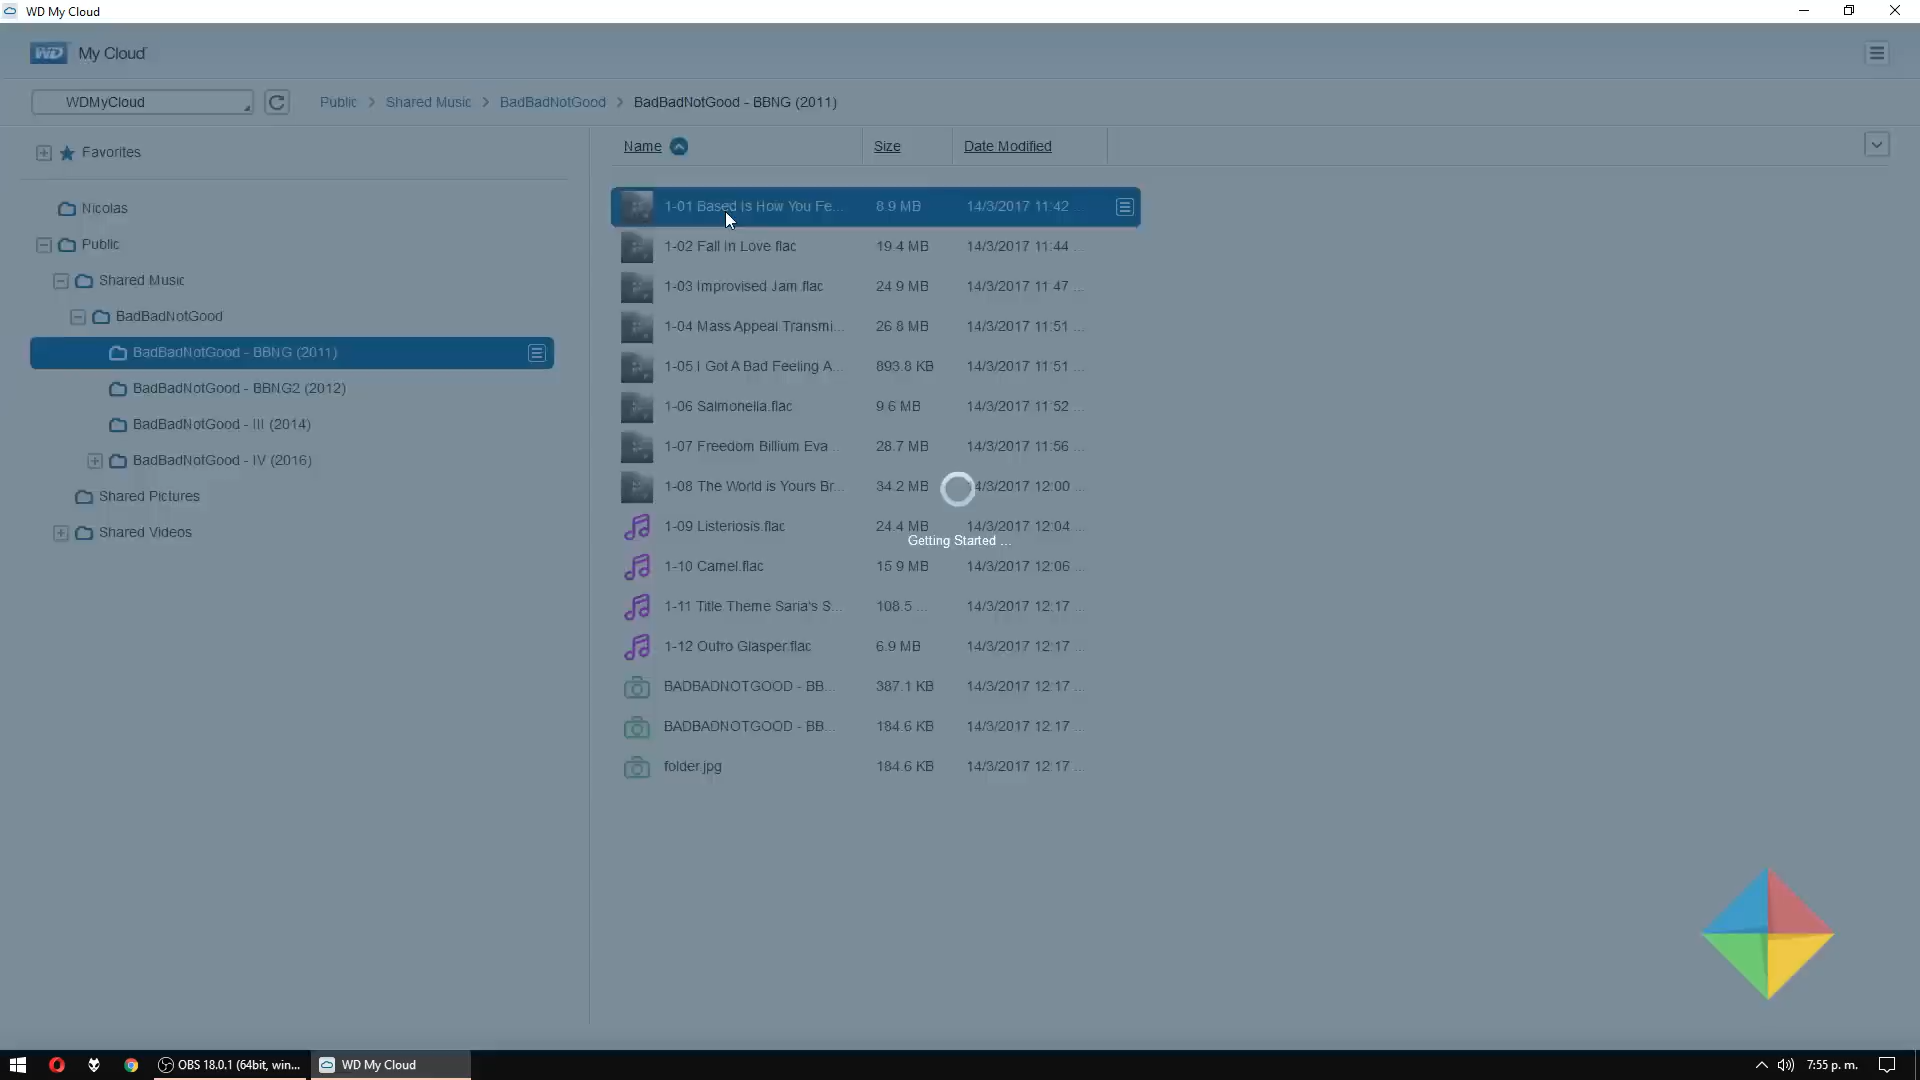 WD My Cloud
WD My Cloud
WDMyCloud
Public > Shared Music > BadBadNotGood > BadBadNotGood - BBNG (2011)
Favorites
Name Size Date Modified
Nicolas
Public
Shared Music
BadBadNotGood
BadBadNotGood - BBNG (2011)
BadBadNotGood - BBNG2 (2012)
BadBadNotGood - III (2014)
BadBadNotGood - IV (2016)
Shared Pictures
Shared Videos
1-01 Based Is How You Fe... 8.9 MB 14/3/2017 11:42 ...
1-02 Fall in Love.flac 19.4 MB 14/3/2017 11:44 ...
1-03 Improvised Jam.flac 24.9 MB 14/3/2017 11:47 ...
1-04 Mass Appeal Transmi... 26.8 MB 14/3/2017 11:51 ...
1-05 I Got A Bad Feeling A... 893.8 KB 14/3/2017 11:51 ...
1-06 Salmonella.flac 9.6 MB 14/3/2017 11:52 ...
1-07 Freedom Billium Eva... 28.7 MB 14/3/2017 11:56 ...
1-08 The World is Yours Br... 34.2 MB 14/3/2017 12:00 ...
1-09 Listeriosis.flac 24.4 MB 14/3/2017 12:04 ...
Getting Started ...
1-10 Camel.flac 15.9 MB 14/3/2017 12:06 ...
1-11 Title Theme Saria's S... 108.5 ... 14/3/2017 12:17 ...
1-12 Outro Glasper.flac 6.9 MB 14/3/2017 12:17 ...
BADBADNOTGOOD - BB... 387.1 KB 14/3/2017 12:17 ...
BADBADNOTGOOD - BB... 184.6 KB 14/3/2017 12:17 ...
folder.jpg 184.6 KB 14/3/2017 12:17 ...
OBS 18.0.1 (64bit, win... WD My Cloud 7:55 p. m.